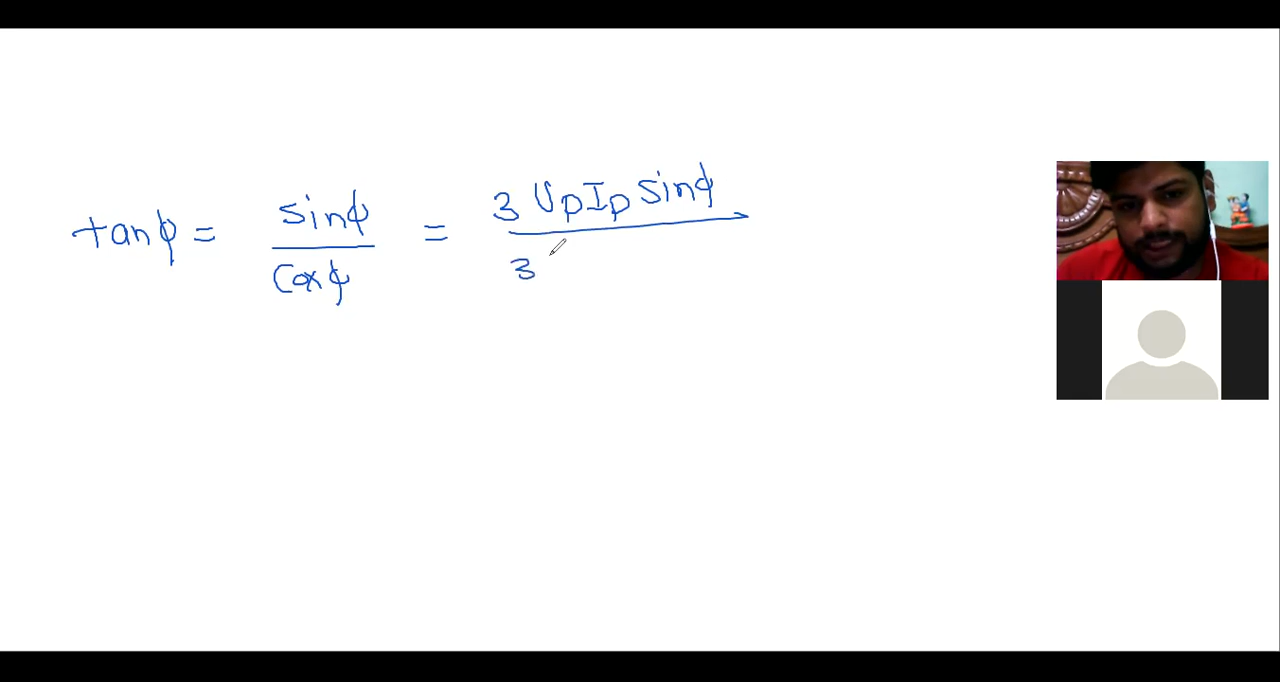 tanφ = sinφ / cosφ = 3 VpIp sinφ / 3